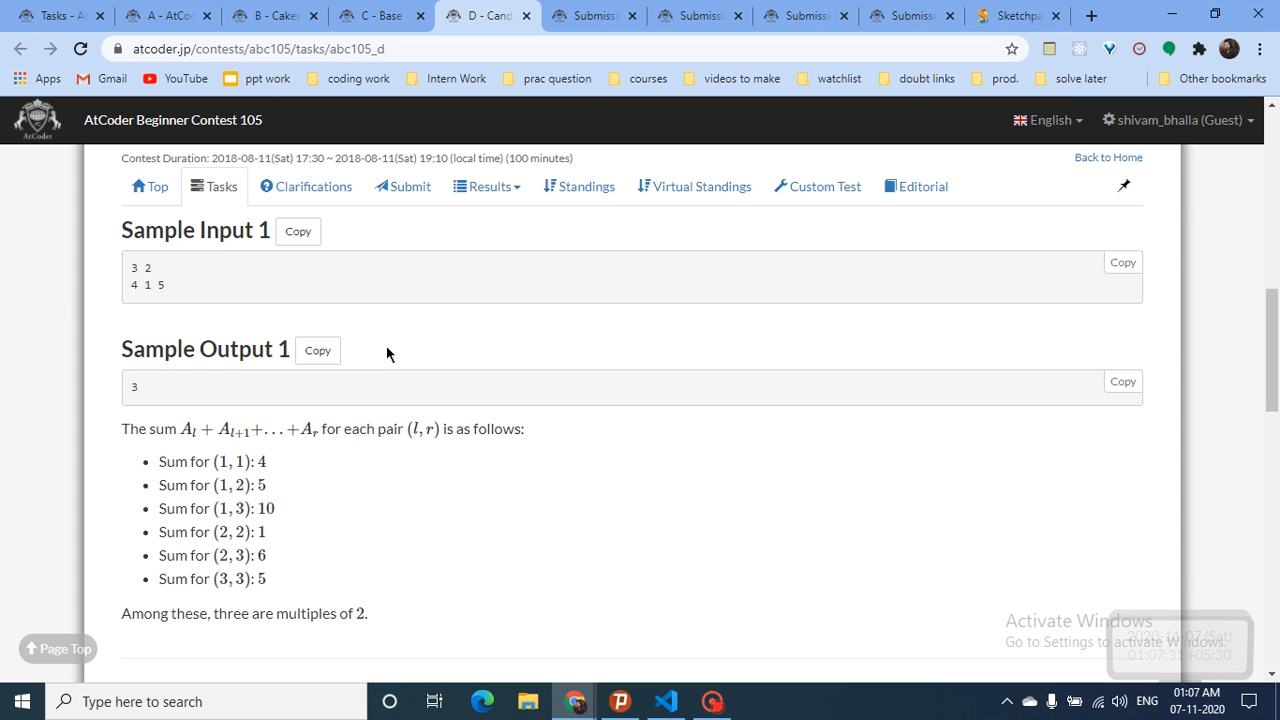 Tasks - At
A - AtCoc
B - Cakes
C - Base
D - Cand
Submissi
Submissi
Submissi
Submissi
Sketchpa
atcoder.jp/contests/abc105/tasks/abc105_d
Apps
Gmail
YouTube
ppt work
coding work
Intern Work
prac question
courses
videos to make
watchlist
doubt links
prod.
solve later
Other bookmarks
AtCoder
AtCoder Beginner Contest 105
English
shivam_bhalla (Guest)
Contest Duration: 2018-08-11(Sat) 17:30 ~ 2018-08-11(Sat) 19:10 (local time) (100 minutes)
Back to Home
Top
Tasks
Clarifications
Submit
Results
Standings
Virtual Standings
Custom Test
Editorial
Sample Input 1
Copy
Copy
3 2
4 1 5
Sample Output 1
Copy
Copy
3
The sum A_l + A_{l+1}+...+A_r for each pair (l, r) is as follows:
• Sum for (1, 1): 4
• Sum for (1, 2): 5
• Sum for (1, 3): 10
• Sum for (2, 2): 1
• Sum for (2, 3): 6
• Sum for (3, 3): 5
Among these, three are multiples of 2.
Activate Windows
Go to Settings to activate Windows.
Page Top
Type here to search
ENG
01:07 AM
07-11-2020